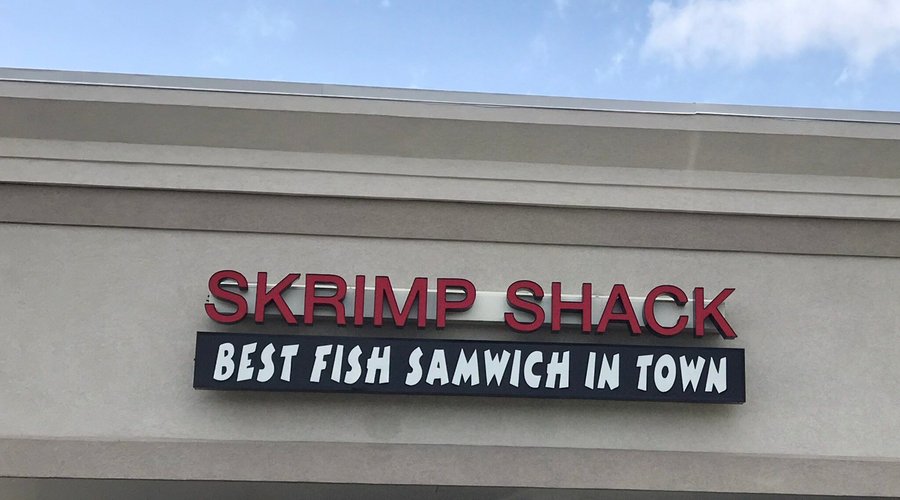 SKRIMP SHACK
BEST FISH SAMWICH IN TOWN